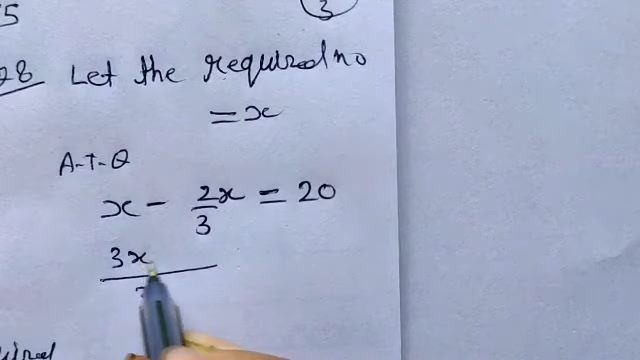 5
3
28 Let the required no
= x
A-T-Q
x - 2x/3 = 20
3x